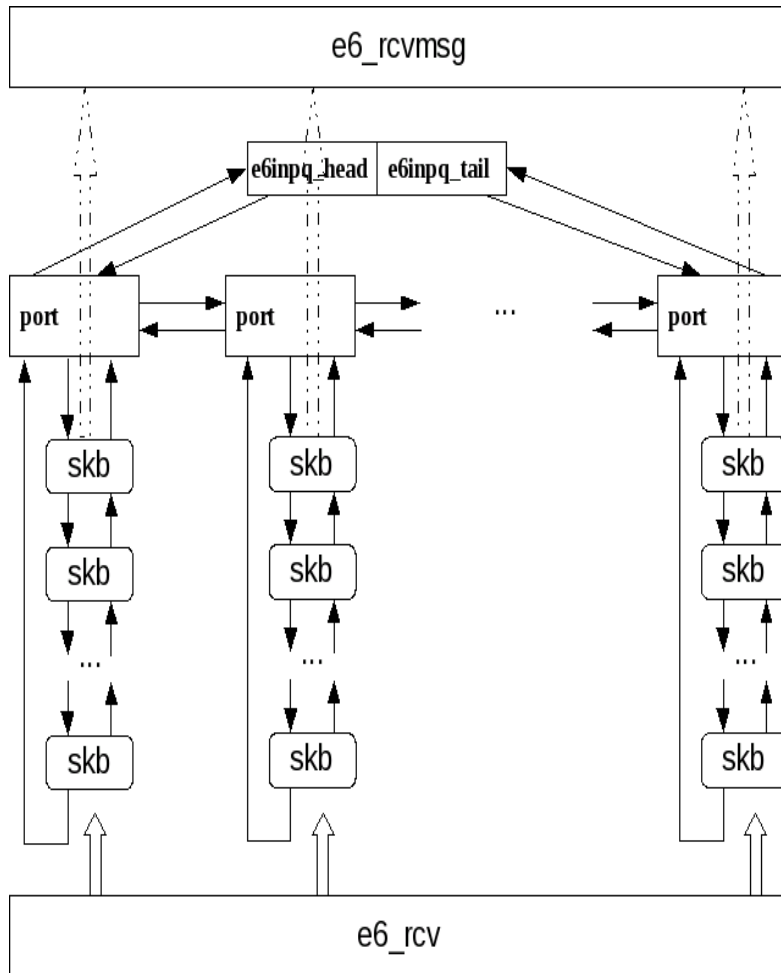 e6_rcvmsg
e6inpq_head e6inpq_tail
port port ... port
skb skb skb
skb skb skb
... ... ...
skb skb skb
e6_rcv